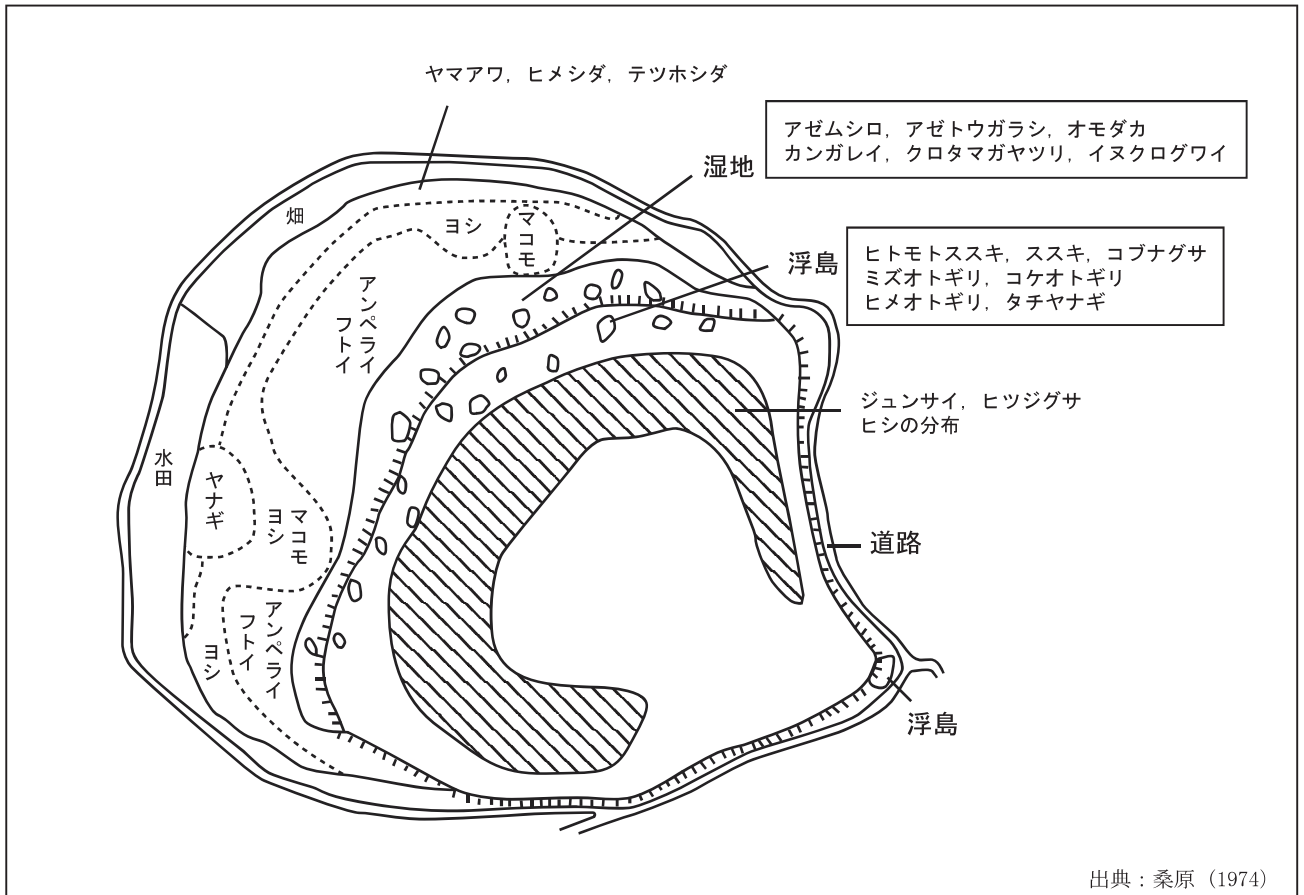 ヤマアワ，ヒメシダ，テツホシダ
湿地
アゼムシロ，アゼトウガラシ，オモダカ
カンガレイ，クロタマガヤツリ，イヌクログワイ
浮島
ヒトモトススキ，ススキ，コブナグサ
ミズオトギリ，コケオトギリ
ヒメオトギリ，タチヤナギ
畑
ヨシ
マコモ
アンペライ
フトイ
ジュンサイ，ヒツジグサ
ヒシの分布
水田
ヤナギ
マコモ
ヨシ
道路
アンペライ
フトイ
ヨシ
浮島
出典：桑原（1974）